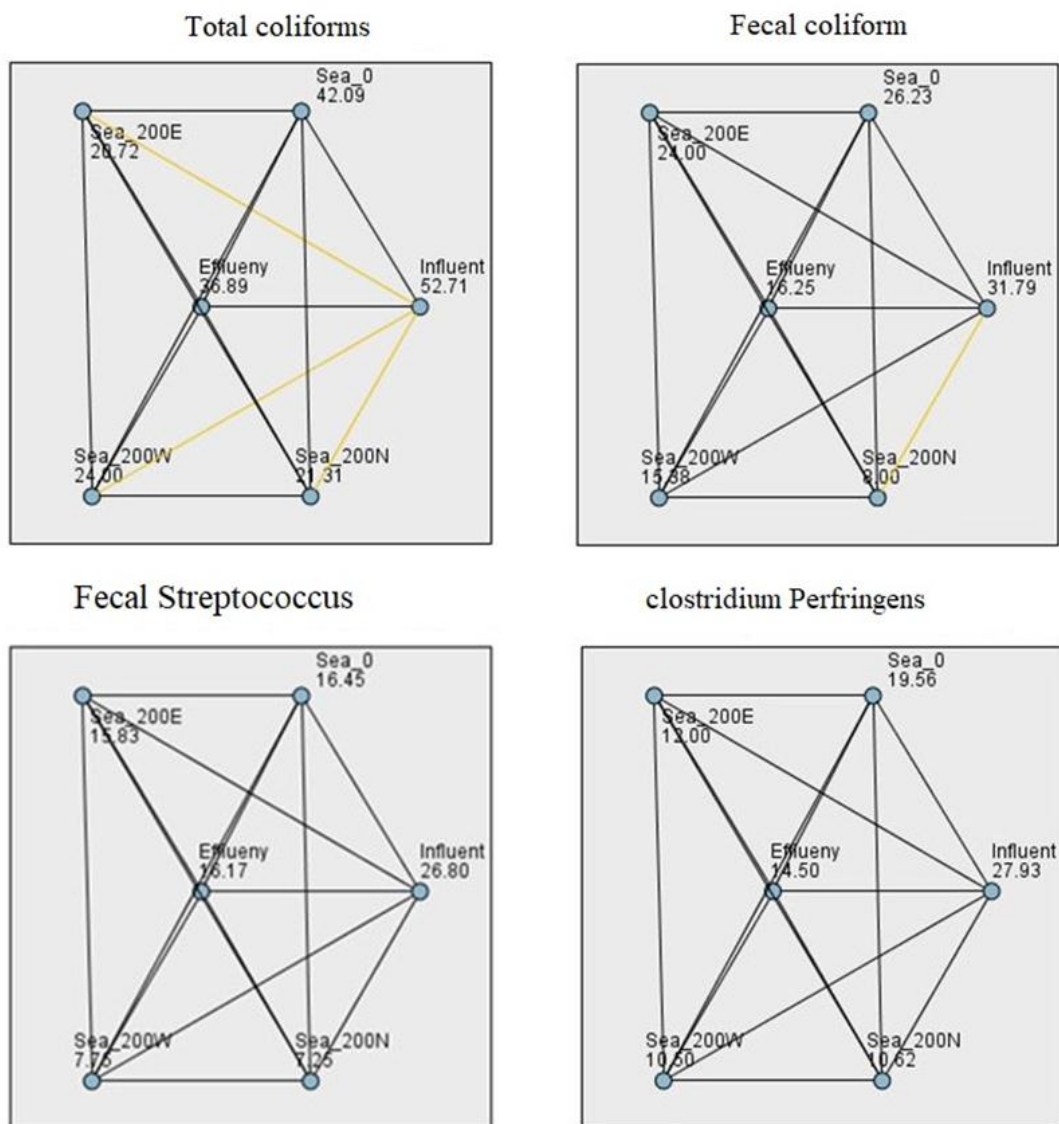 Total coliforms
Sea_0
42.09
Sea_200E
20.72
Efflueny
36.89
Influent
52.71
Sea_200W
24.00
Sea_200N
21.31
Fecal coliform
Sea_0
26.23
Sea_200E
24.00
Efflueny
16.25
Influent
31.79
Sea_200W
15.38
Sea_200N
8.00
Fecal Streptococcus
Sea_0
16.45
Sea_200E
15.83
Efflueny
16.17
Influent
26.80
Sea_200W
7.75
Sea_200N
7.25
clostridium Perfringens
Sea_0
19.56
Sea_200E
12.00
Efflueny
14.50
Influent
27.93
Sea_200W
10.50
Sea_200N
10.62